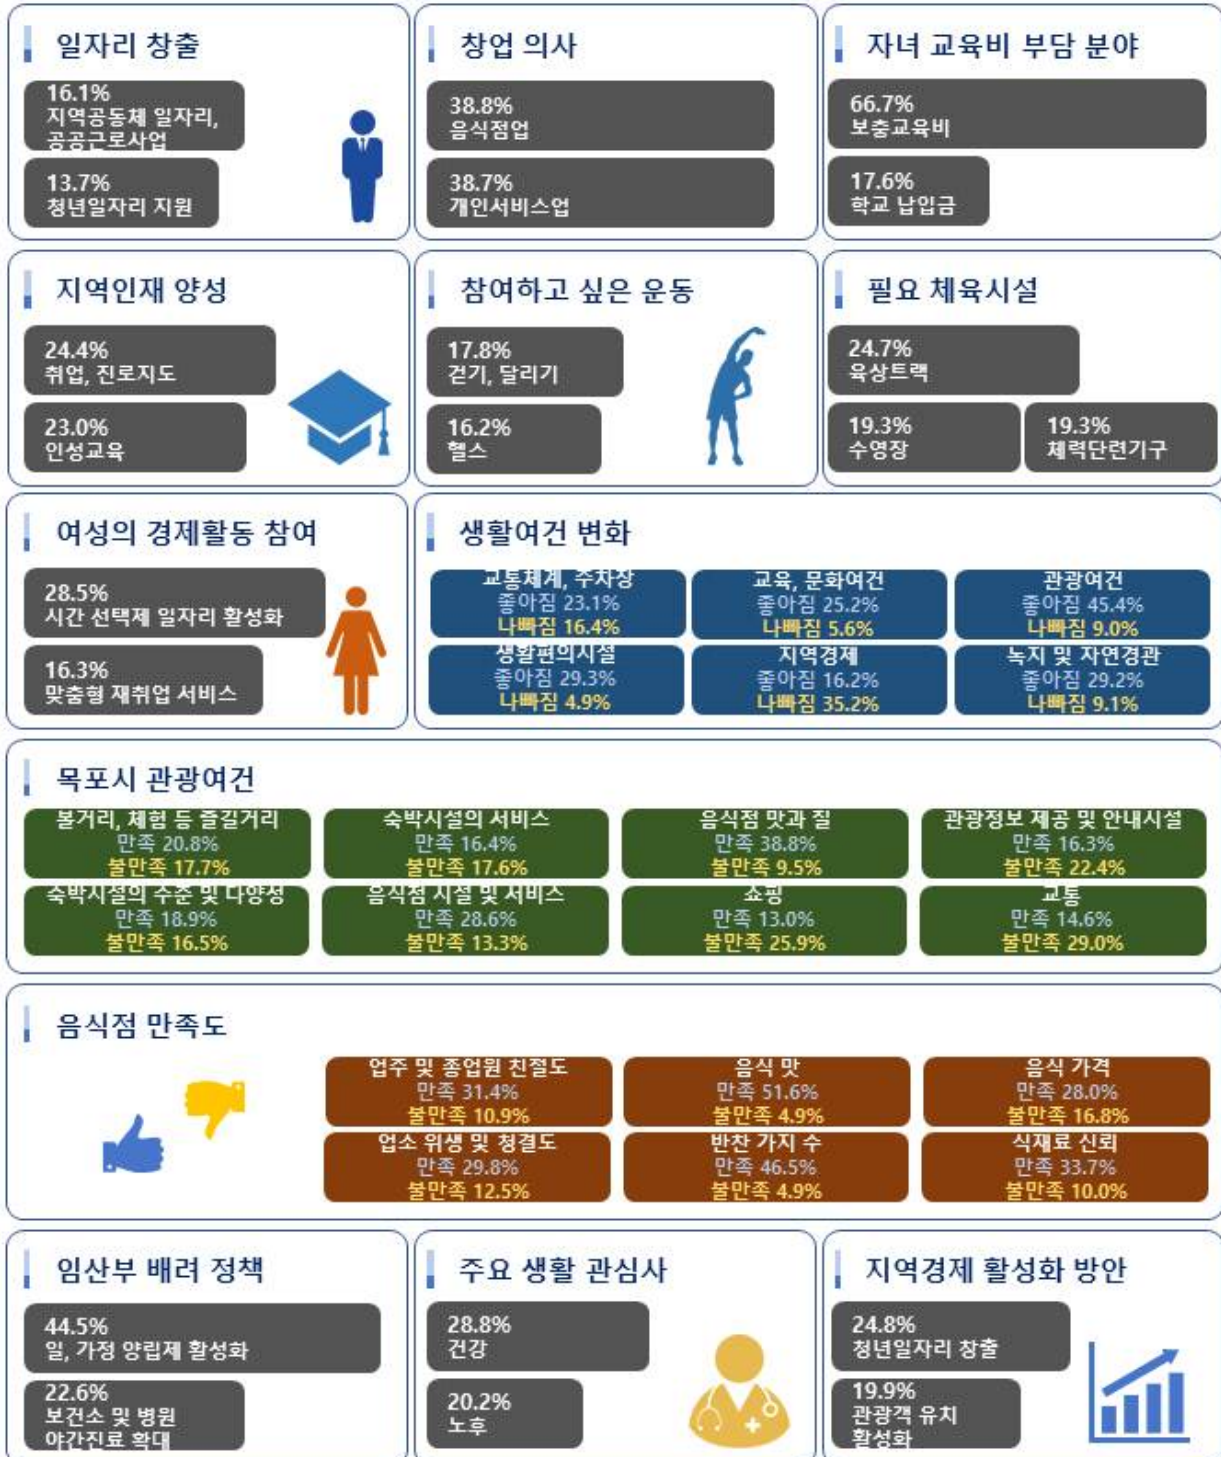 일자리 창출
16.1%
지역공동체 일자리,
공공근로사업
13.7%
청년일자리 지원
창업 의사
38.8%
음식점업
38.7%
개인서비스업
자녀 교육비 부담 분야
66.7%
보충교육비
17.6%
학교 납입금
지역인재 양성
24.4%
취업, 진로지도
23.0%
인성교육
참여하고 싶은 운동
17.8%
걷기, 달리기
16.2%
헬스
필요 체육시설
24.7%
육상트랙
19.3%
수영장
19.3%
체력단련기구
여성의 경제활동 참여
28.5%
시간 선택제 일자리 활성화
16.3%
맞춤형 재취업 서비스
생활여건 변화
교통체계, 주차장
좋아짐 23.1%
나빠짐 16.4%
교육, 문화여건
좋아짐 25.2%
나빠짐 5.6%
관광여건
좋아짐 45.4%
나빠짐 9.0%
생활편의시설
좋아짐 29.3%
나빠짐 4.9%
지역경제
좋아짐 16.2%
나빠짐 35.2%
녹지 및 자연경관
좋아짐 29.2%
나빠짐 9.1%
목포시 관광여건
볼거리, 체험 등 즐길거리
만족 20.8%
불만족 17.7%
숙박시설의 서비스
만족 16.4%
불만족 17.6%
음식점 맛과 질
만족 38.8%
불만족 9.5%
관광정보 제공 및 안내시설
만족 16.3%
불만족 22.4%
숙박시설의 수준 및 다양성
만족 18.9%
불만족 16.5%
음식점 시설 및 서비스
만족 28.6%
불만족 13.3%
쇼핑
만족 13.0%
불만족 25.9%
교통
만족 14.6%
불만족 29.0%
음식점 만족도
업주 및 종업원 친절도
만족 31.4%
불만족 10.9%
음식 맛
만족 51.6%
불만족 4.9%
음식 가격
만족 28.0%
불만족 16.8%
업소 위생 및 청결도
만족 29.8%
불만족 12.5%
반찬 가지 수
만족 46.5%
불만족 4.9%
식재료 신뢰
만족 33.7%
불만족 10.0%
임산부 배려 정책
44.5%
일, 가정 양립제 활성화
22.6%
보건소 및 병원
야간진료 확대
주요 생활 관심사
28.8%
건강
20.2%
노후
지역경제 활성화 방안
24.8%
청년일자리 창출
19.9%
관광객 유치
활성화